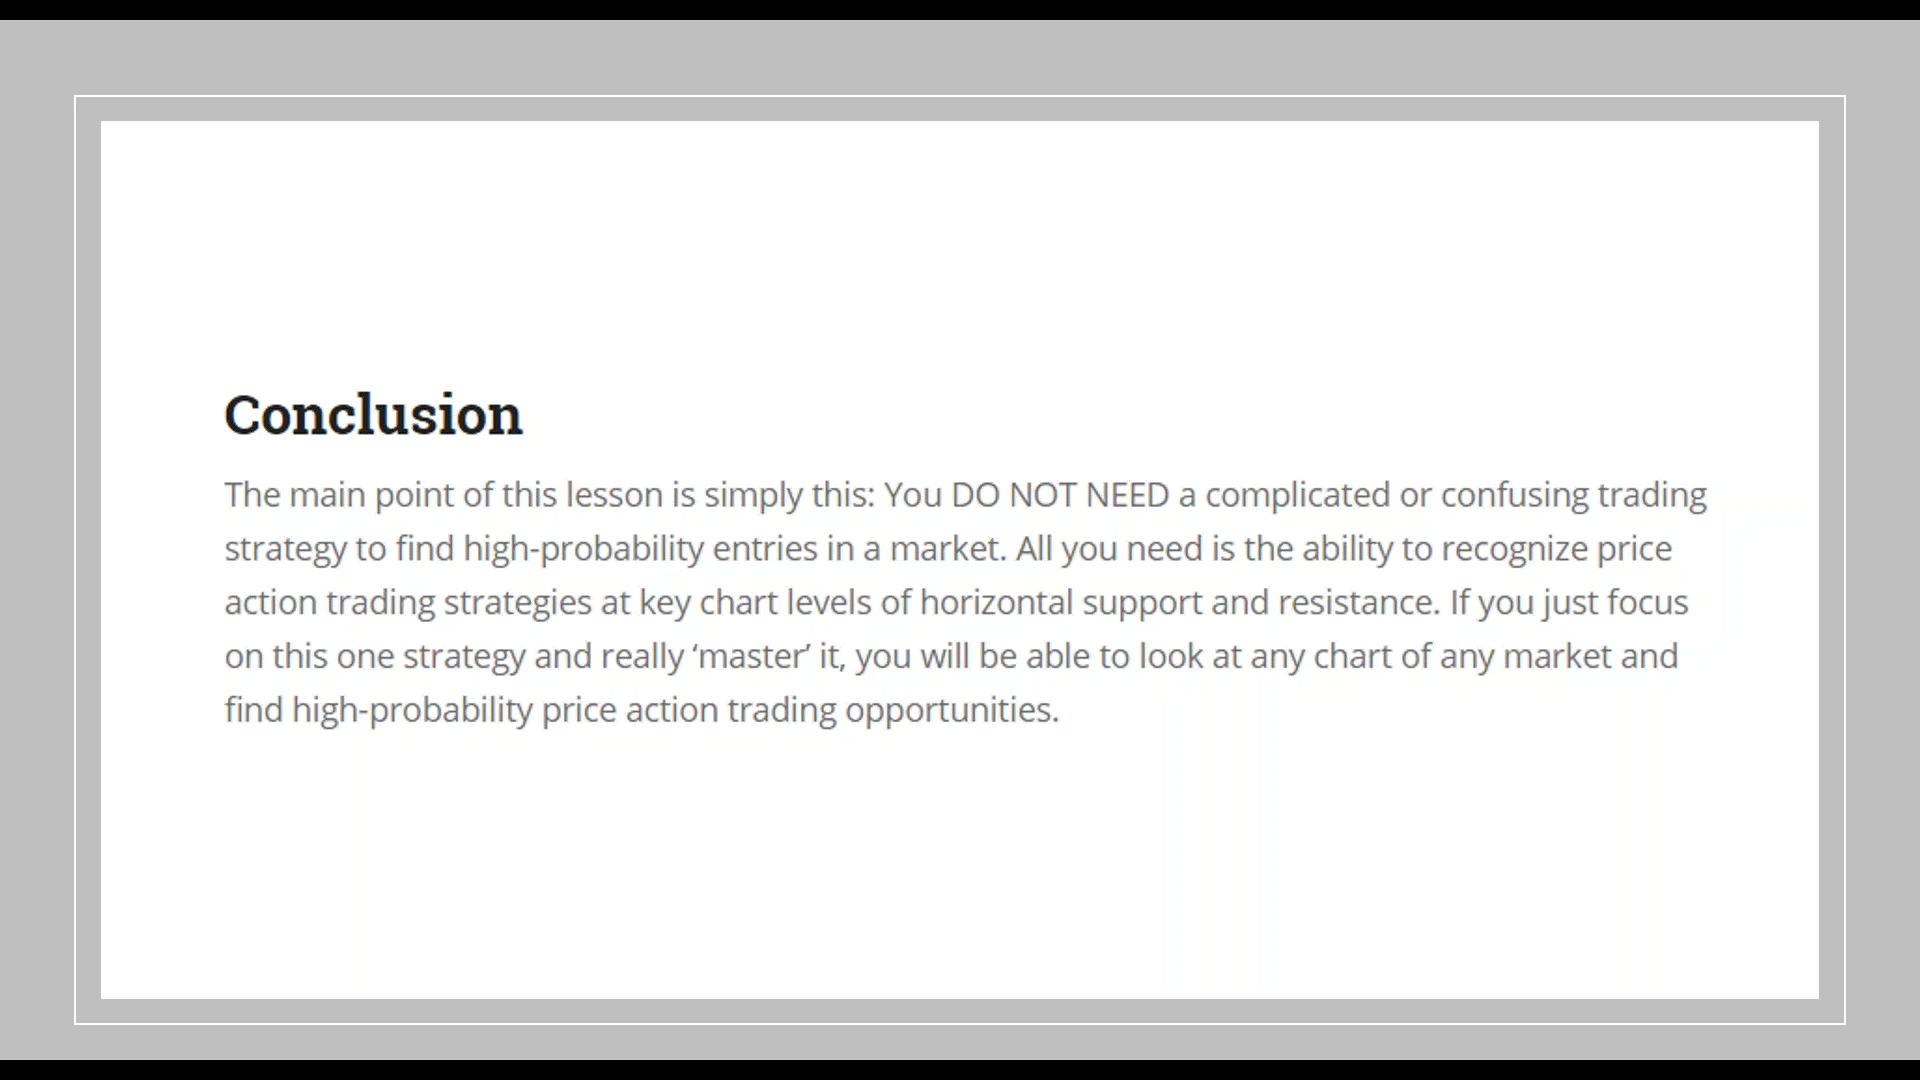 Conclusion
The main point of this lesson is simply this: You DO NOT NEED a complicated or confusing trading
strategy to find high-probability entries in a market. All you need is the ability to recognize price
action trading strategies at key chart levels of horizontal support and resistance. If you just focus
on this one strategy and really ‘master’ it, you will be able to look at any chart of any market and
find high-probability price action trading opportunities.